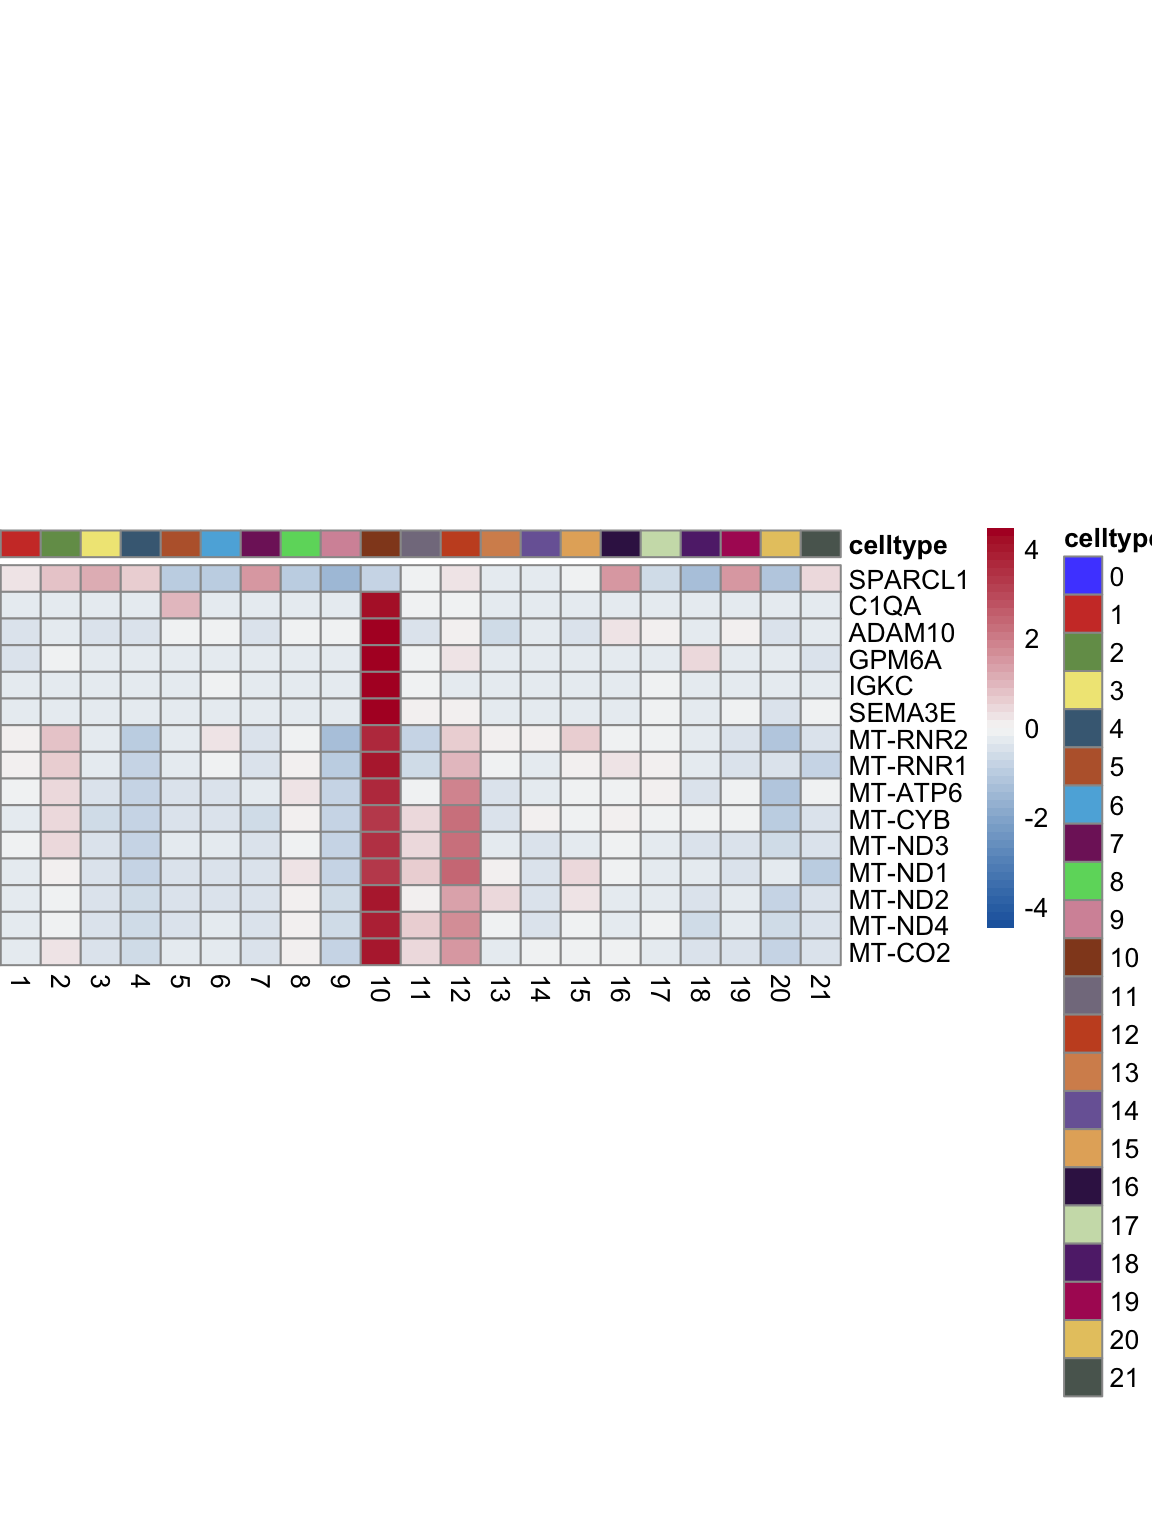 celltype
SPARCL1
C1QA
ADAM10
GPM6A
IGKC
SEMA3E
MT-RNR2
MT-RNR1
MT-ATP6
MT-CYB
MT-ND3
MT-ND1
MT-ND2
MT-ND4
MT-CO2
1 2 3 4 5 6 7 8 9 10 11 12 13 14 15 16 17 18 19 20 21
4
2
0
-2
-4
celltype
0
1
2
3
4
5
6
7
8
9
10
11
12
13
14
15
16
17
18
19
20
21